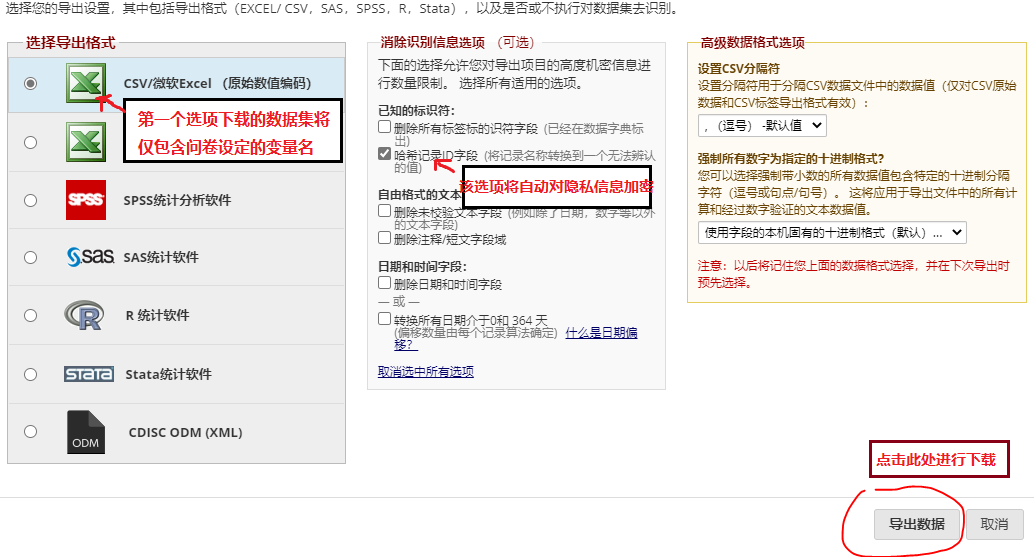 选择您的导出设置，其中包括导出格式（EXCEL/ CSV，SAS，SPSS，R，Stata），以及是否或不执行对数据集去识别。
选择导出格式
CSV/微软Excel （原始数值编码）
第一个选项下载的数据集将
仅包含问卷设定的变量名
SPSS
SPSS统计分析软件
sas
SAS统计软件
R
R 统计软件
STATA
Stata统计软件
ODM
CDISC ODM (XML)
消除识别信息选项 （可选）
下面的选择允许您对导出项目的高度机密信息进
行数量限制。 选择所有适用的选项。
已知的标识符：
删除所有标签标的识符字段（已经在数据字典标
出）
哈希记录ID字段（将记录名称转换到一个无法辨认
的值）
该选项将自动对隐私信息加密
自由格式的文本
删除未校验文本字段（例如除了日期，数字等以外
的文本字段）
删除注释/短文字段域
日期和时间字段：
删除日期和时间字段
— 或 —
转换所有日期介于0和 364 天
(偏移数量由每个记录算法确定) 什么是日期偏
移？
取消选中所有选项
高级数据格式选项
设置CSV分隔符
设置分隔符用于分隔CSV数据文件中的数据值（仅对CSV原始
数据和CSV标签导出格式有效）：
，（逗号） -默认值
强制所有数字为指定的十进制格式？
您可以选择强制带小数的所有数据值包含特定的十进制分隔
字符（逗号或句点/句号）。 这将应用于导出文件中的所有计
算和经过数字验证的文本数据值。
使用字段的本机固有的十进制格式（默认）...
注意：以后将记住您上面的数据格式选择，并在下次导出时
预先选择。
点击此处进行下载
导出数据
取消